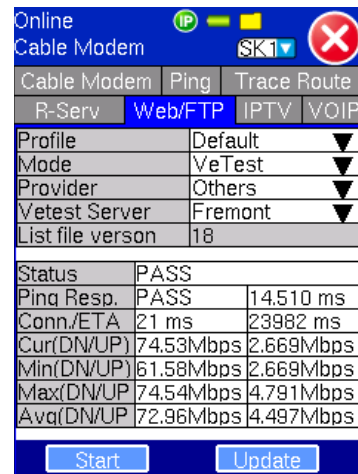 Online
IP
Cable Modem
SK1
Cable Modem Ping Trace Route
R-Serv Web/FTP IPTV VOIP
Profile Default
Mode VeTest
Provider Others
Vetest Server Fremont
List file verson 18
Status PASS
Ping Resp. PASS 14.510 ms
Conn./ETA 21 ms 23982 ms
Cur(DN/UP) 74.53Mbps 2.669Mbps
Min(DN/UP) 61.58Mbps 2.669Mbps
Max(DN/UP 74.54Mbps 4.791Mbps
Avg(DN/UP 72.96Mbps 4.497Mbps
Start Update